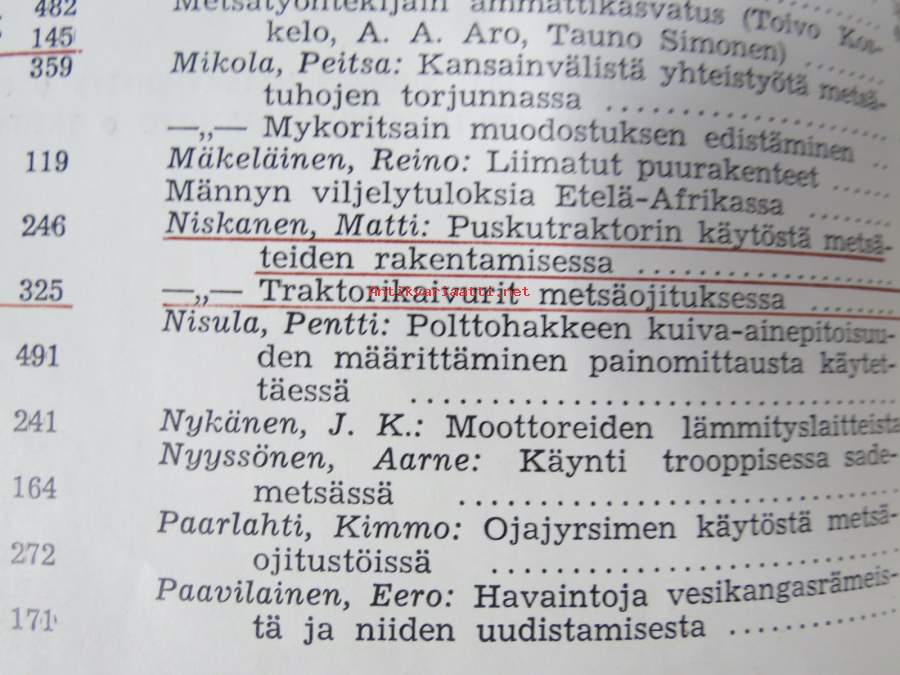 482
145
359
119
246
325
491
241
164
272
171
Metsätyöntekijäin ammattikasvatus (Toivo Kou-
kelo, A. A. Aro, Tauno Simonen)
Mikola, Peitsa: Kansainvälistä yhteistyötä metsä-
tuhojen torjunnassa ....................
—„— Mykoritsain muodostuksen edistäminen ..
Mäkeläinen, Reino: Liimatut puurakenteet .....
Männyn viljelytuloksia Etelä-Afrikassa .......
Niskanen, Matti: Puskutraktorin käytöstä metsä-
teiden rakentamisessa ..................
—„— Traktorikaivurit metsäojituksessa .......
Antikvariaatti.net
Nisula, Pentti: Polttohakkeen kuiva-ainepitoisuu-
den määrittäminen painomittausta käytet-
täessä ..............................
Nykänen, J. K.: Moottoreiden lämmityslaitteista
Nyyssönen, Aarne: Käynti trooppisessa sade-
metsässä ...........................
Paarlahti, Kimmo: Ojajyrsimen käytöstä metsä-
ojitustöissä .........................
Paavilainen, Eero: Havaintoja vesikangasrämeis-
tä ja niiden uudistamisesta ............